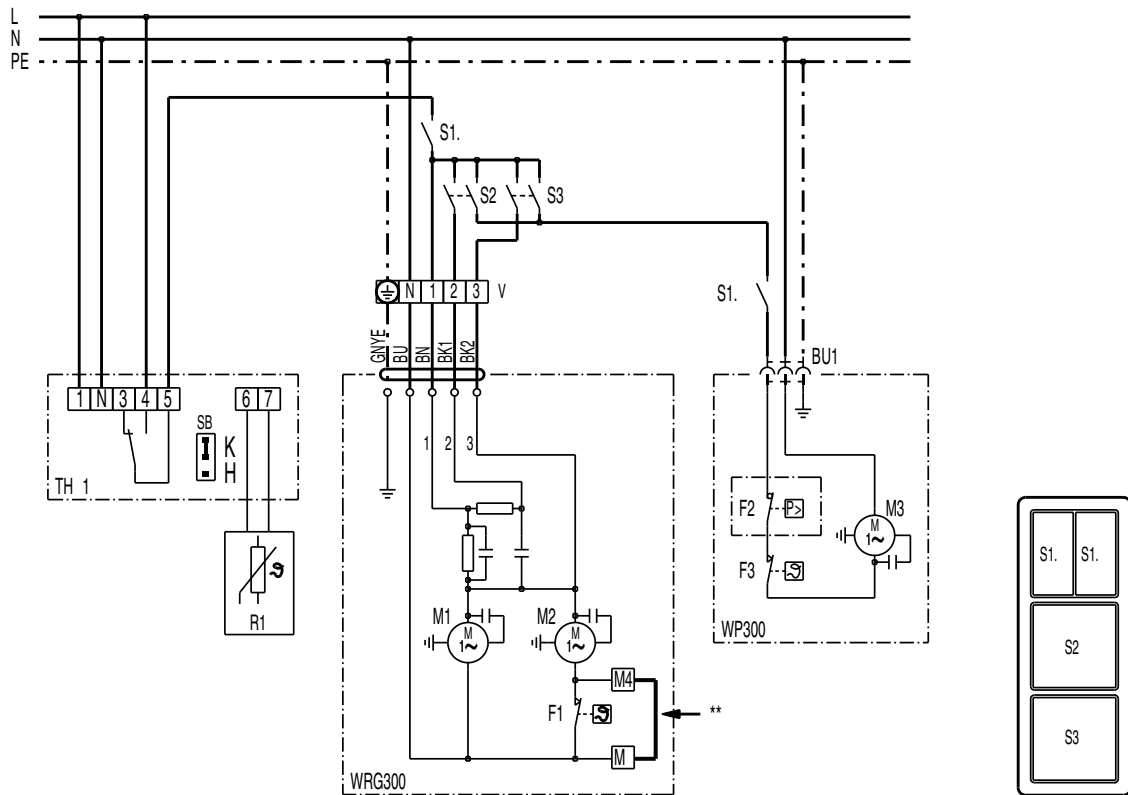 L
N
PE
S1.
S2
S3
N 1 2 3 V
S1.
GNYE
BU
BN
BK1
BK2
BU1
1 N 3 4 5
6 7
SB
K
H
TH 1
1 2 3
R1
ϑ
F2
P>
M3
M
1~
F3
ϑ
WP300
M1
M
1~
M2
M
1~
F1
ϑ
M4
M
**
WRG300
S1. S1.
S2
S3